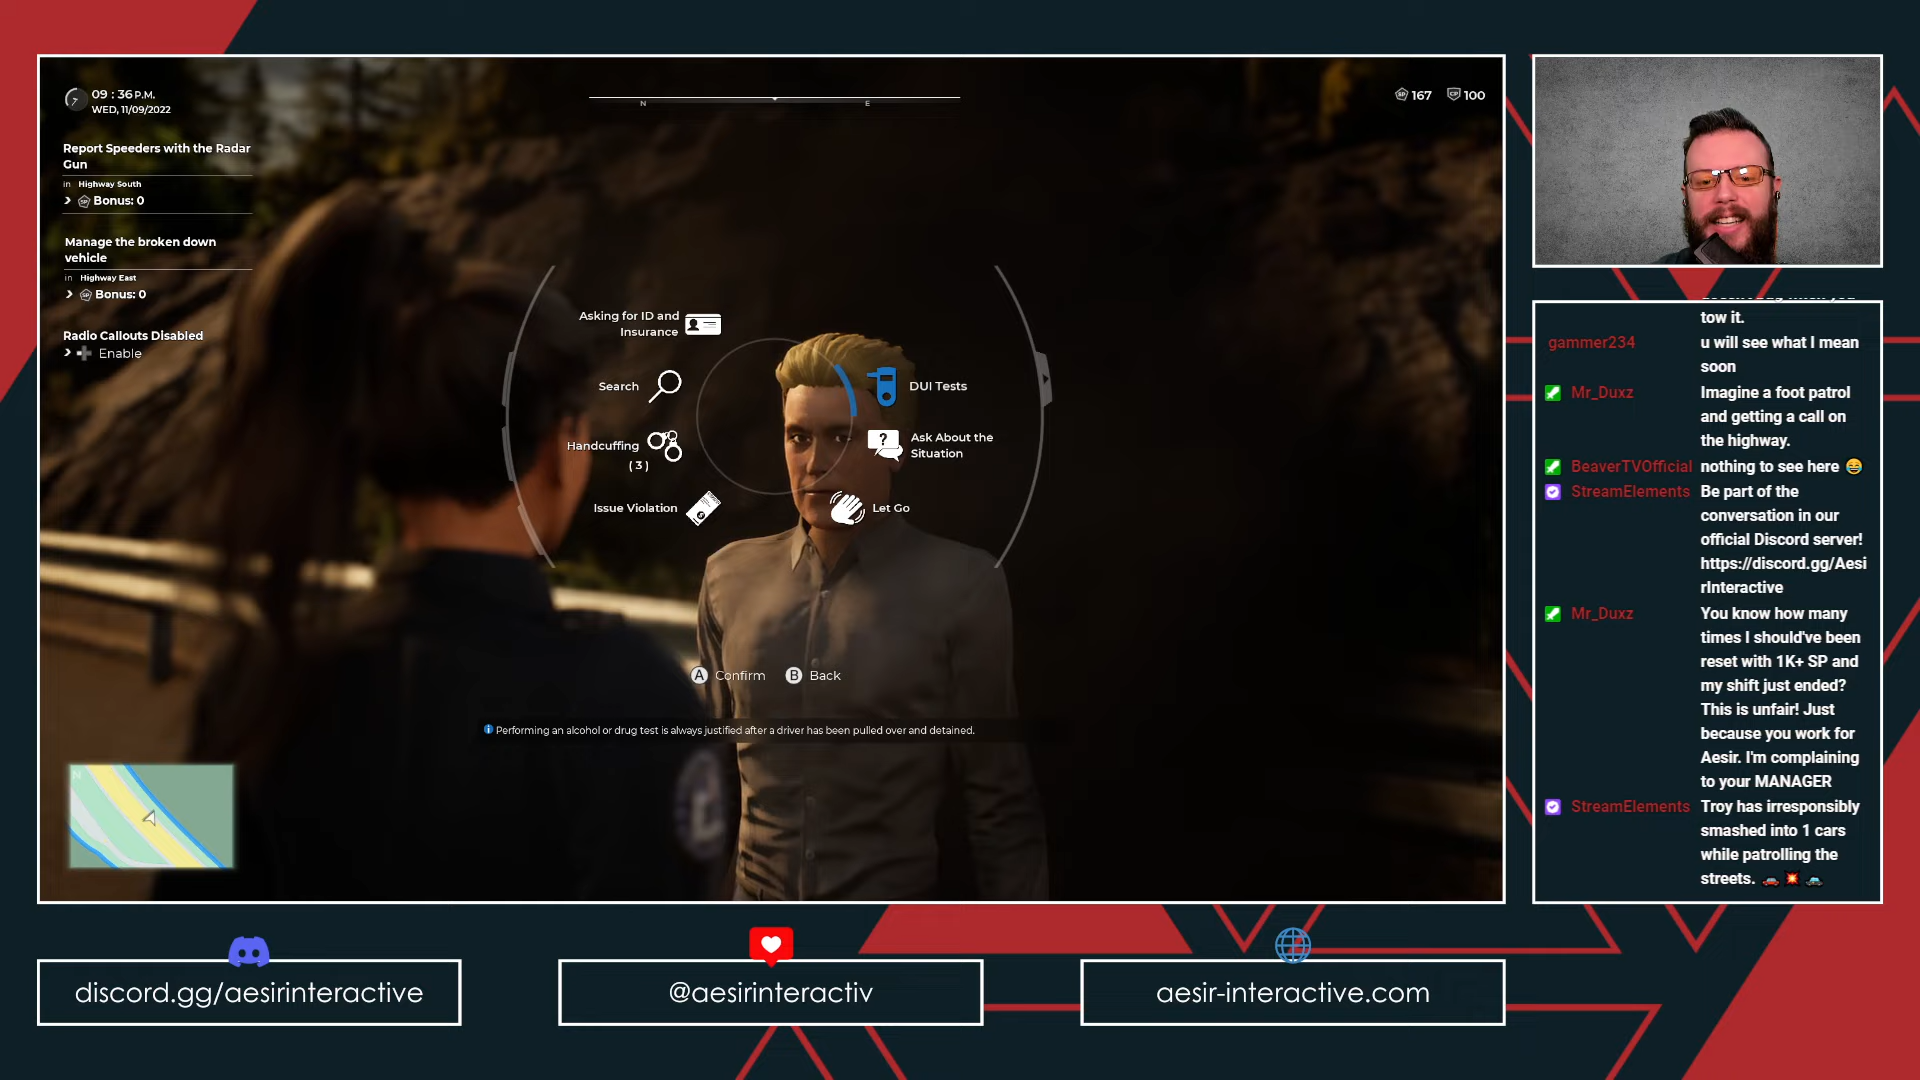 09 : 36 P.M.
WED, 11/09/2022
N
E
167
100
Report Speeders with the Radar
Gun
in Highway South
Bonus: 0
Manage the broken down
vehicle
in Highway East
Bonus: 0
Radio Callouts Disabled
Enable
Asking for ID and
Insurance
Search
Handcuffing
( 3 )
Issue Violation
DUI Tests
Ask About the
Situation
Let Go
A Confirm B Back
Performing an alcohol or drug test is always justified after a driver has been pulled over and detained.
N
tow it.
gammer234 u will see what I mean
soon
Mr_Duxz Imagine a foot patrol
and getting a call on
the highway.
BeaverTVOfficial nothing to see here 😂
StreamElements Be part of the
conversation in our
official Discord server!
https://discord.gg/Aesi
rInteractive
Mr_Duxz You know how many
times I should've been
reset with 1K+ SP and
my shift just ended?
This is unfair! Just
because you work for
Aesir. I'm complaining
to your MANAGER
StreamElements Troy has irresponsibly
smashed into 1 cars
while patrolling the
streets. 🚗 💥 🚓
discord.gg/aesirinteractive
@aesirinteractiv
aesir-interactive.com